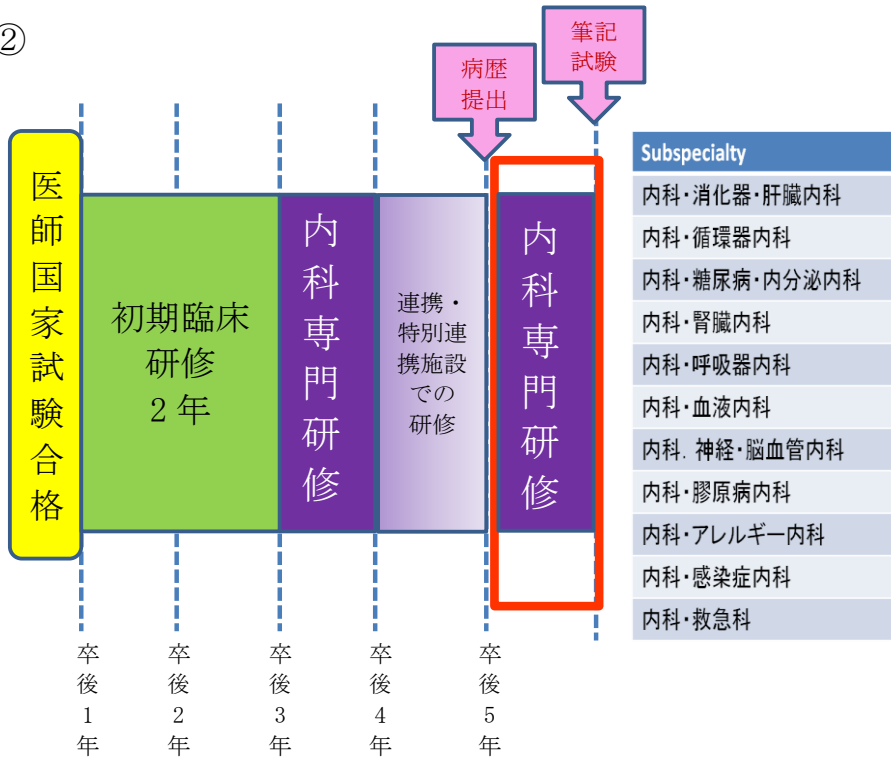 ②
病歴
提出
筆記
試験
医師国家試験合格
初期臨床
研修
２年
内科専門研修
連携・
特別連
携施設
での
研修
内科専門研修
Subspecialty
内科・消化器・肝臓内科
内科・循環器内科
内科・糖尿病・内分泌内科
内科・腎臓内科
内科・呼吸器内科
内科・血液内科
内科．神経・脳血管内科
内科・膠原病内科
内科・アレルギー内科
内科・感染症内科
内科・救急科
卒後1年
卒後2年
卒後3年
卒後4年
卒後5年